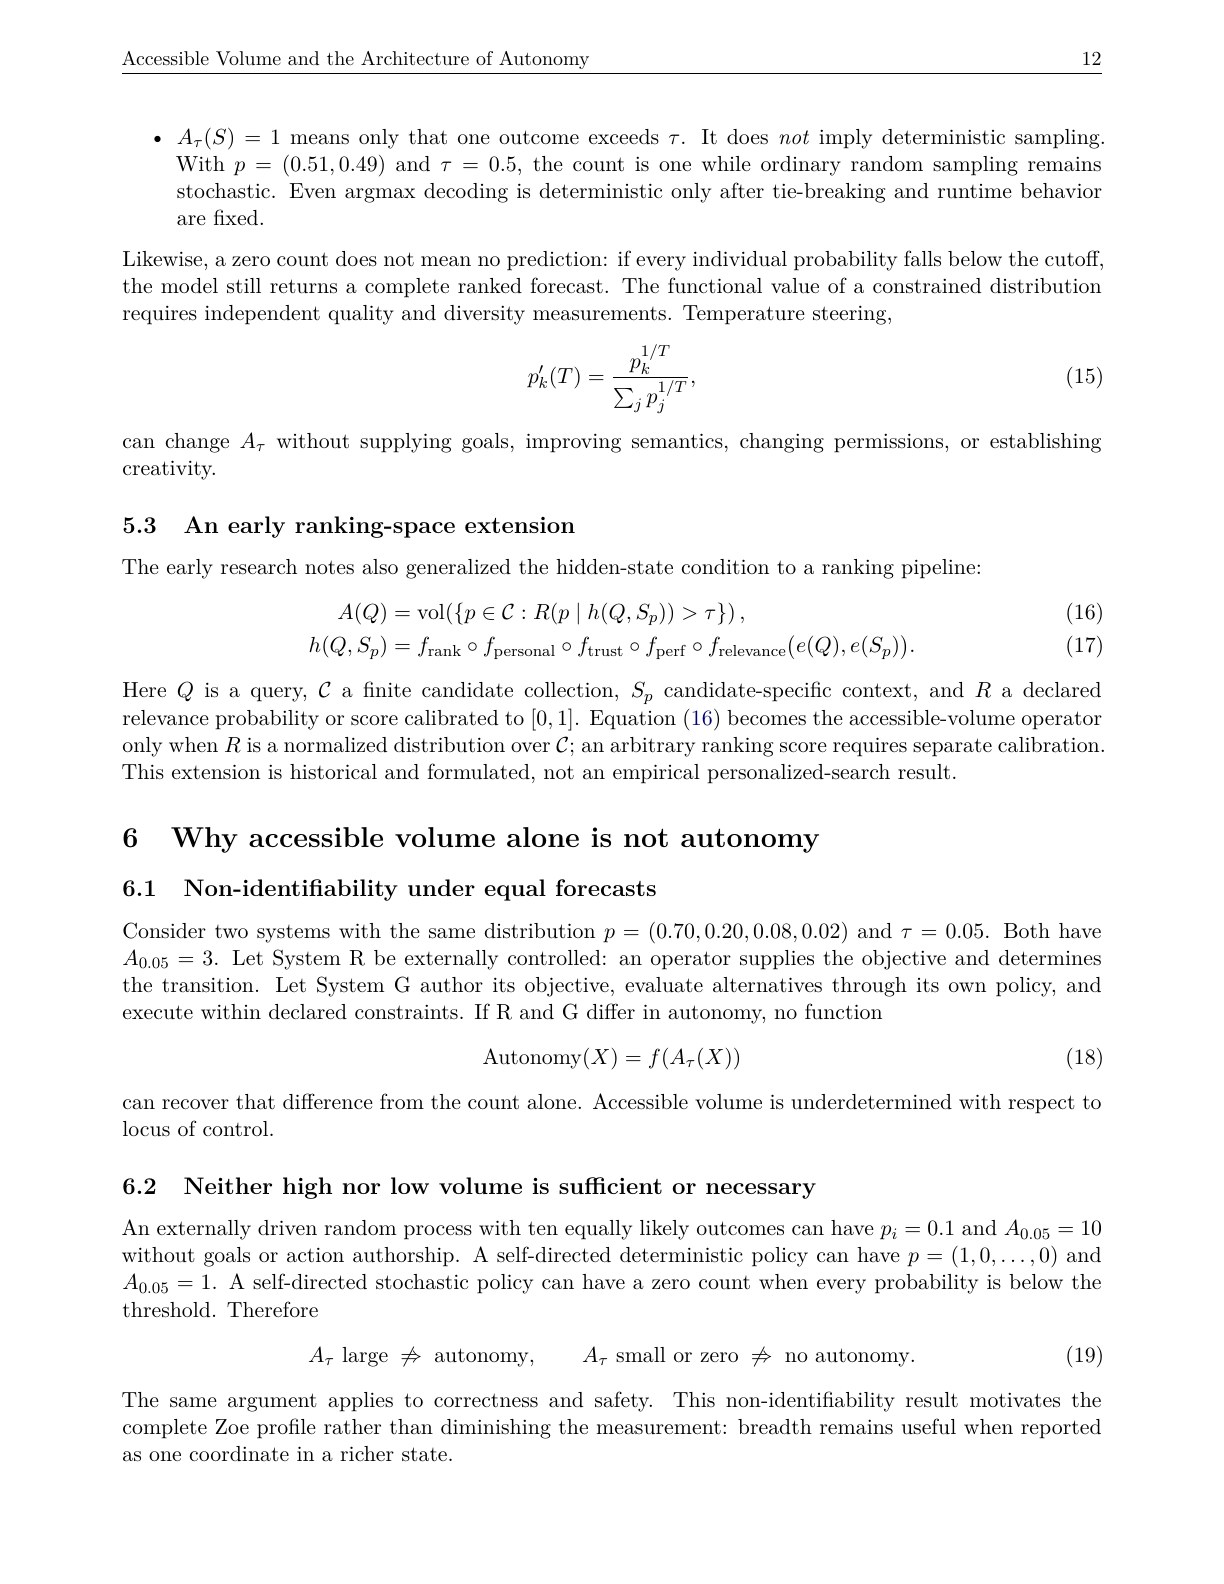 Accessible Volume and the Architecture of Autonomy 12
• A_τ(S) = 1 means only that one outcome exceeds τ. It does not imply deterministic sampling.
With p = (0.51, 0.49) and τ = 0.5, the count is one while ordinary random sampling remains
stochastic. Even argmax decoding is deterministic only after tie-breaking and runtime behavior
are fixed.
Likewise, a zero count does not mean no prediction: if every individual probability falls below the cutoff,
the model still returns a complete ranked forecast. The functional value of a constrained distribution
requires independent quality and diversity measurements. Temperature steering,
p′_k(T) = p_k^{1/T} / ∑_j p_j^{1/T}, (15)
can change A_τ without supplying goals, improving semantics, changing permissions, or establishing
creativity.
5.3 An early ranking-space extension
The early research notes also generalized the hidden-state condition to a ranking pipeline:
A(Q) = vol({p ∈ 𝒞 : R(p | h(Q, S_p)) > τ}) , (16)
h(Q, S_p) = f_rank ∘ f_personal ∘ f_trust ∘ f_perf ∘ f_relevance(e(Q), e(S_p)). (17)
Here Q is a query, 𝒞 a finite candidate collection, S_p candidate-specific context, and R a declared
relevance probability or score calibrated to [0, 1]. Equation (16) becomes the accessible-volume operator
only when R is a normalized distribution over 𝒞; an arbitrary ranking score requires separate calibration.
This extension is historical and formulated, not an empirical personalized-search result.
6 Why accessible volume alone is not autonomy
6.1 Non-identifiability under equal forecasts
Consider two systems with the same distribution p = (0.70, 0.20, 0.08, 0.02) and τ = 0.05. Both have
A_0.05 = 3. Let System R be externally controlled: an operator supplies the objective and determines
the transition. Let System G author its objective, evaluate alternatives through its own policy, and
execute within declared constraints. If R and G differ in autonomy, no function
Autonomy(X) = f(A_τ(X)) (18)
can recover that difference from the count alone. Accessible volume is underdetermined with respect to
locus of control.
6.2 Neither high nor low volume is sufficient or necessary
An externally driven random process with ten equally likely outcomes can have p_i = 0.1 and A_0.05 = 10
without goals or action authorship. A self-directed deterministic policy can have p = (1, 0, . . . , 0) and
A_0.05 = 1. A self-directed stochastic policy can have a zero count when every probability is below the
threshold. Therefore
A_τ large ⇏ autonomy, A_τ small or zero ⇏ no autonomy. (19)
The same argument applies to correctness and safety. This non-identifiability result motivates the
complete Zoe profile rather than diminishing the measurement: breadth remains useful when reported
as one coordinate in a richer state.